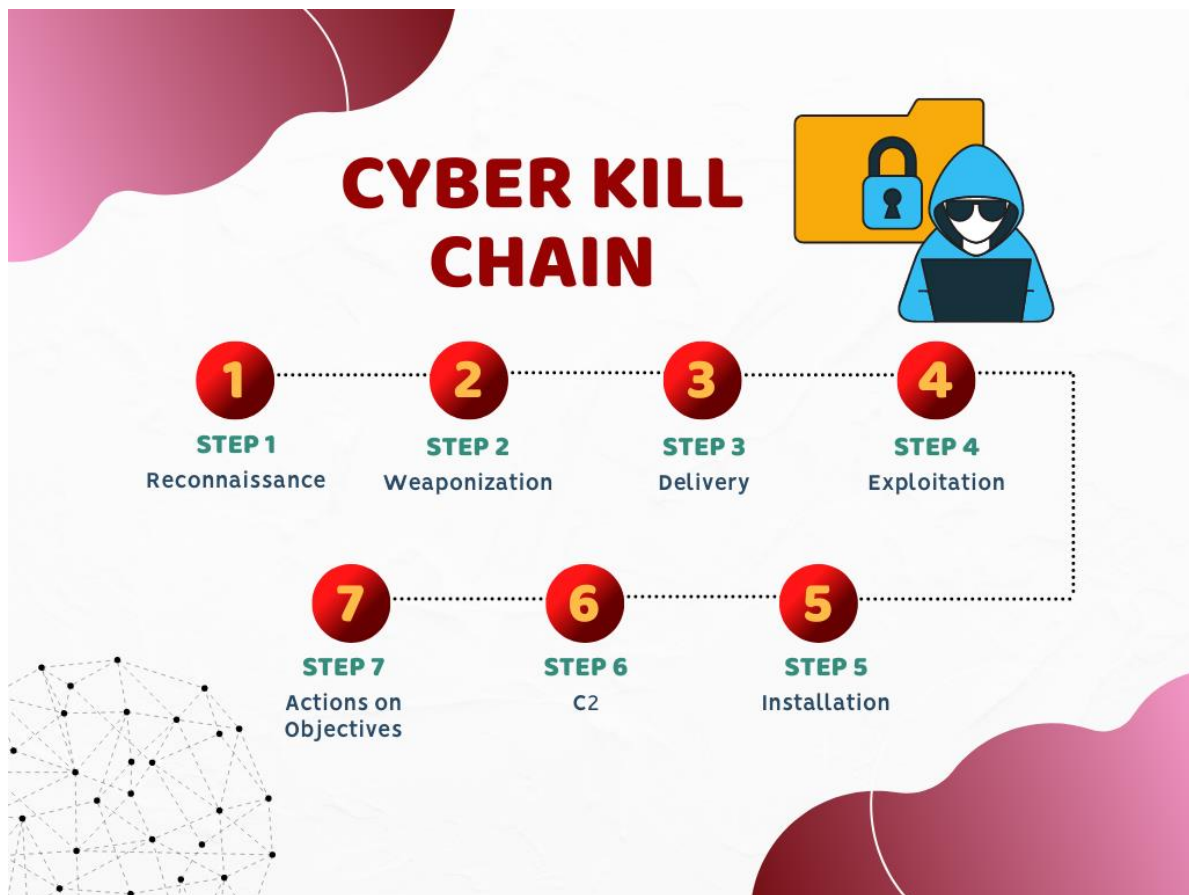 CYBER KILL
CHAIN
1
2
3
4
STEP 1
STEP 2
STEP 3
STEP 4
Reconnaissance
Weaponization
Delivery
Exploitation
7
6
5
STEP 7
STEP 6
STEP 5
Actions on
Objectives
C2
Installation